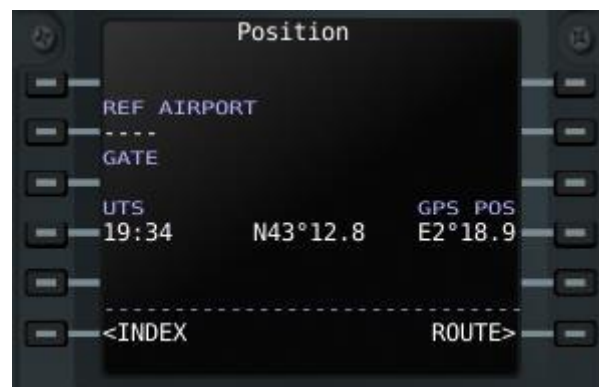 Position
REF AIRPORT
----
GATE
UTS GPS POS
19:34 N43°12.8 E2°18.9
<INDEX ROUTE>